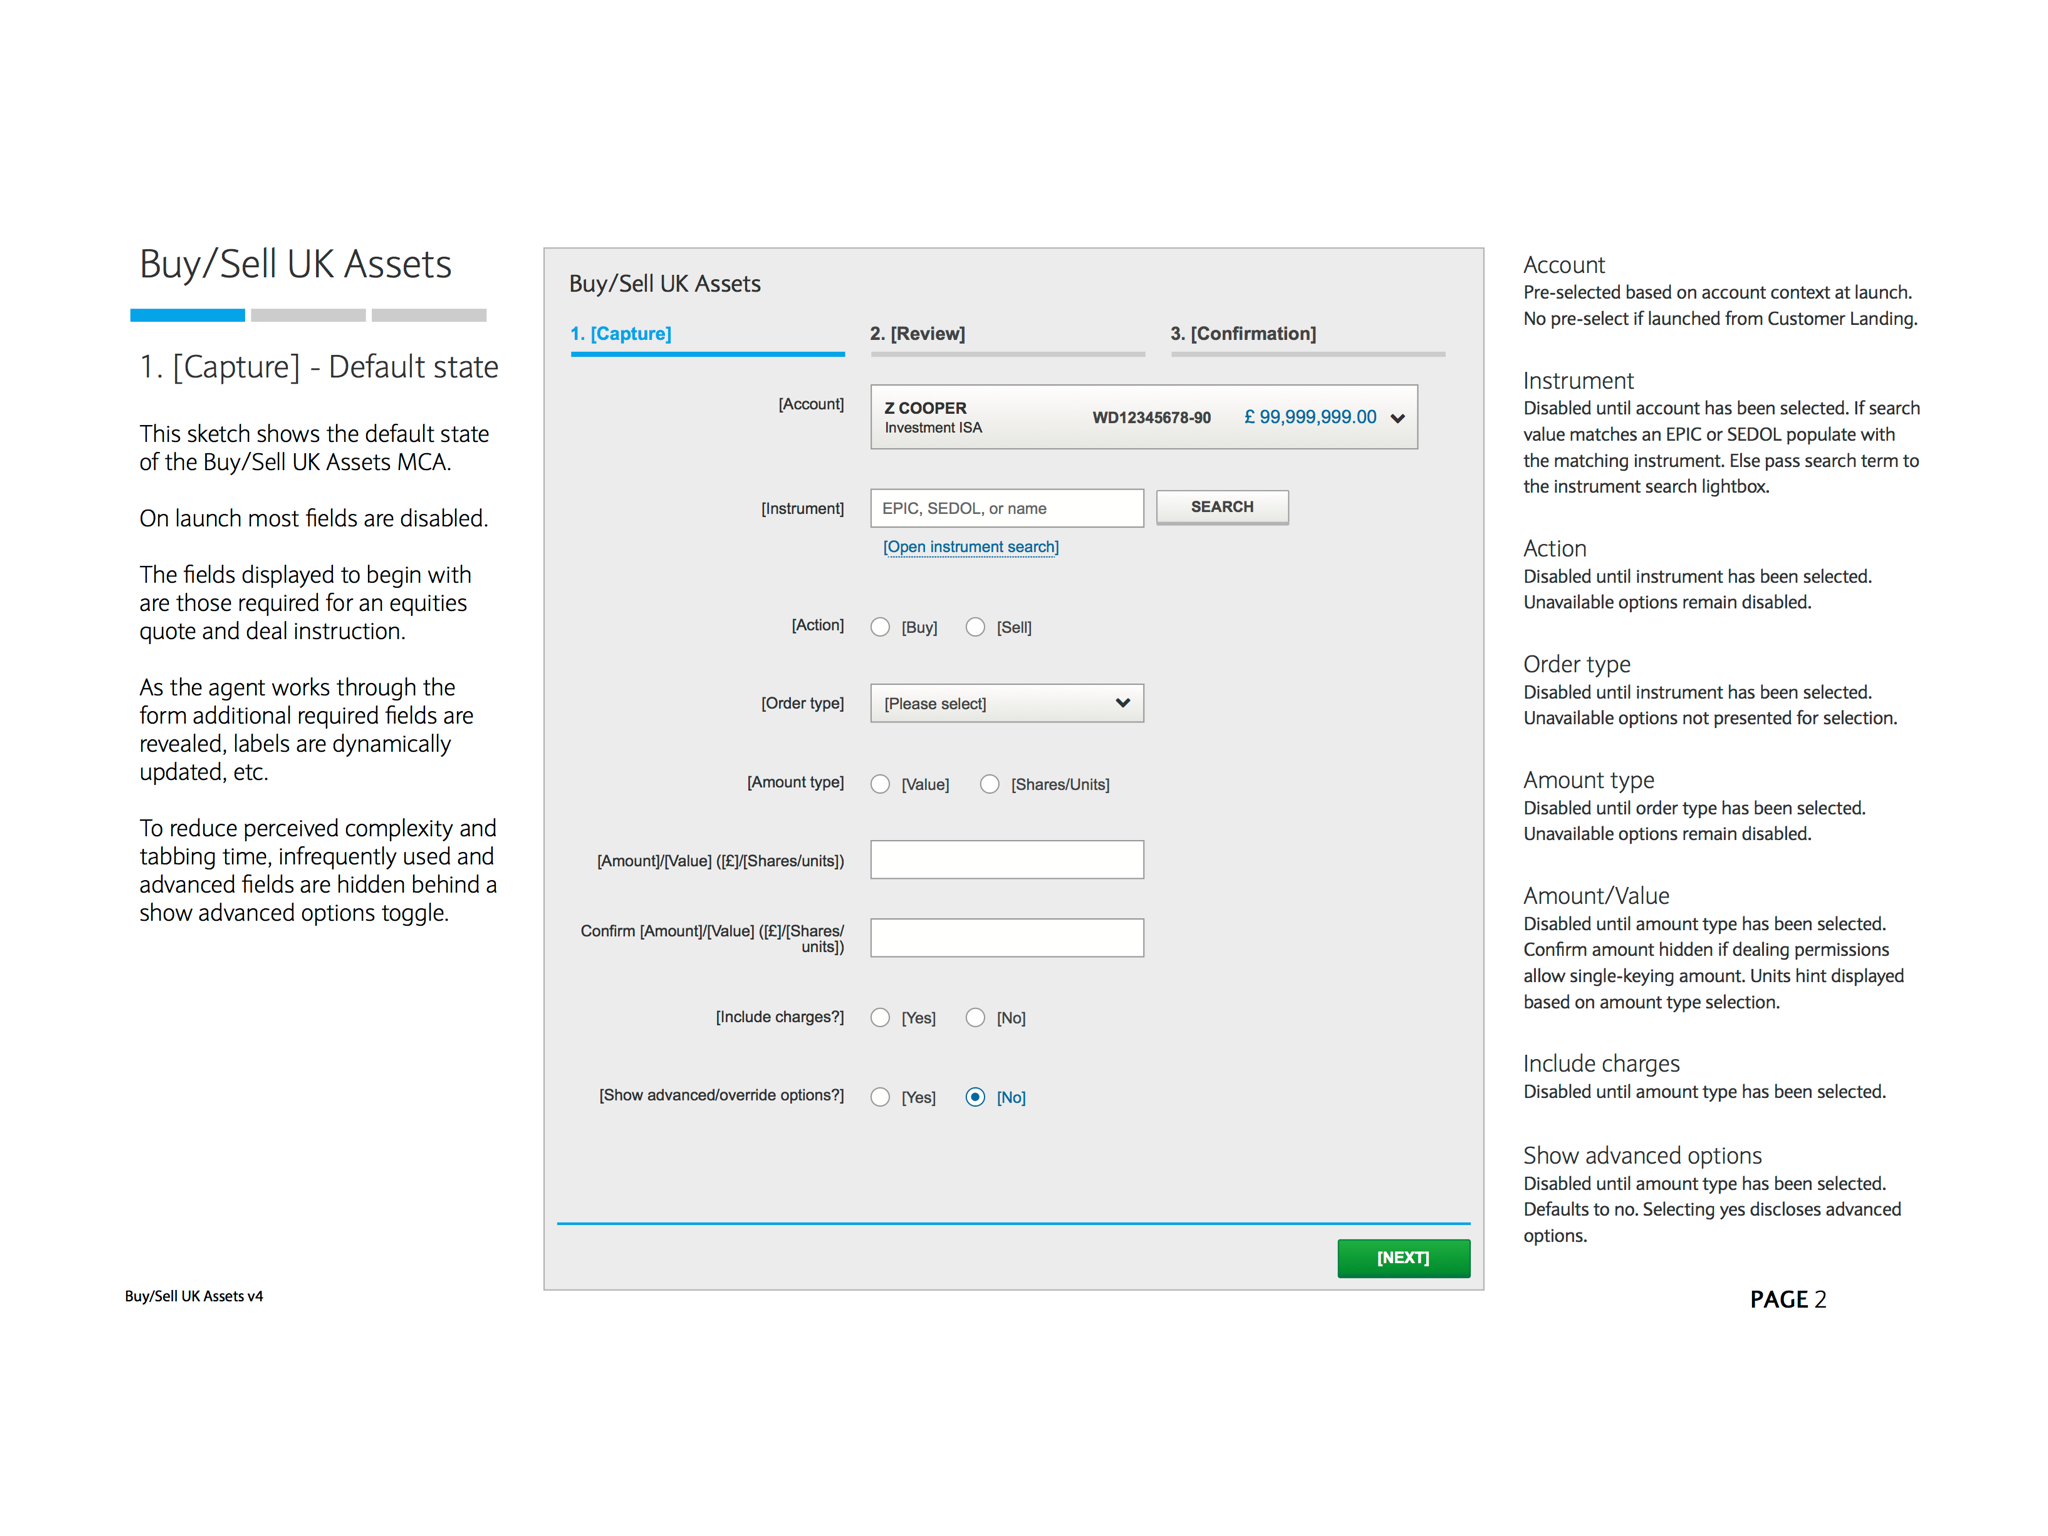 Buy/Sell UK Assets
1. [Capture] - Default state
This sketch shows the default state
of the Buy/Sell UK Assets MCA.
On launch most fields are disabled.
The fields displayed to begin with
are those required for an equities
quote and deal instruction.
As the agent works through the
form additional required fields are
revealed, labels are dynamically
updated, etc.
To reduce perceived complexity and
tabbing time, infrequently used and
advanced fields are hidden behind a
show advanced options toggle.
Buy/Sell UK Assets
1. [Capture]
2. [Review]
3. [Confirmation]
[Account]
Z COOPER
Investment ISA
WD12345678-90
£ 99,999,999.00
[Instrument]
EPIC, SEDOL, or name
SEARCH
[Open instrument search]
[Action]
[Buy]
[Sell]
[Order type]
[Please select]
[Amount type]
[Value]
[Shares/Units]
[Amount]/[Value] ([£]/[Shares/units])
Confirm [Amount]/[Value] ([£]/[Shares/
units])
[Include charges?]
[Yes]
[No]
[Show advanced/override options?]
[Yes]
[No]
[NEXT]
Account
Pre-selected based on account context at launch.
No pre-select if launched from Customer Landing.
Instrument
Disabled until account has been selected. If search
value matches an EPIC or SEDOL populate with
the matching instrument. Else pass search term to
the instrument search lightbox.
Action
Disabled until instrument has been selected.
Unavailable options remain disabled.
Order type
Disabled until instrument has been selected.
Unavailable options not presented for selection.
Amount type
Disabled until order type has been selected.
Unavailable options remain disabled.
Amount/Value
Disabled until amount type has been selected.
Confirm amount hidden if dealing permissions
allow single-keying amount. Units hint displayed
based on amount type selection.
Include charges
Disabled until amount type has been selected.
Show advanced options
Disabled until amount type has been selected.
Defaults to no. Selecting yes discloses advanced
options.
Buy/Sell UK Assets v4
PAGE 2